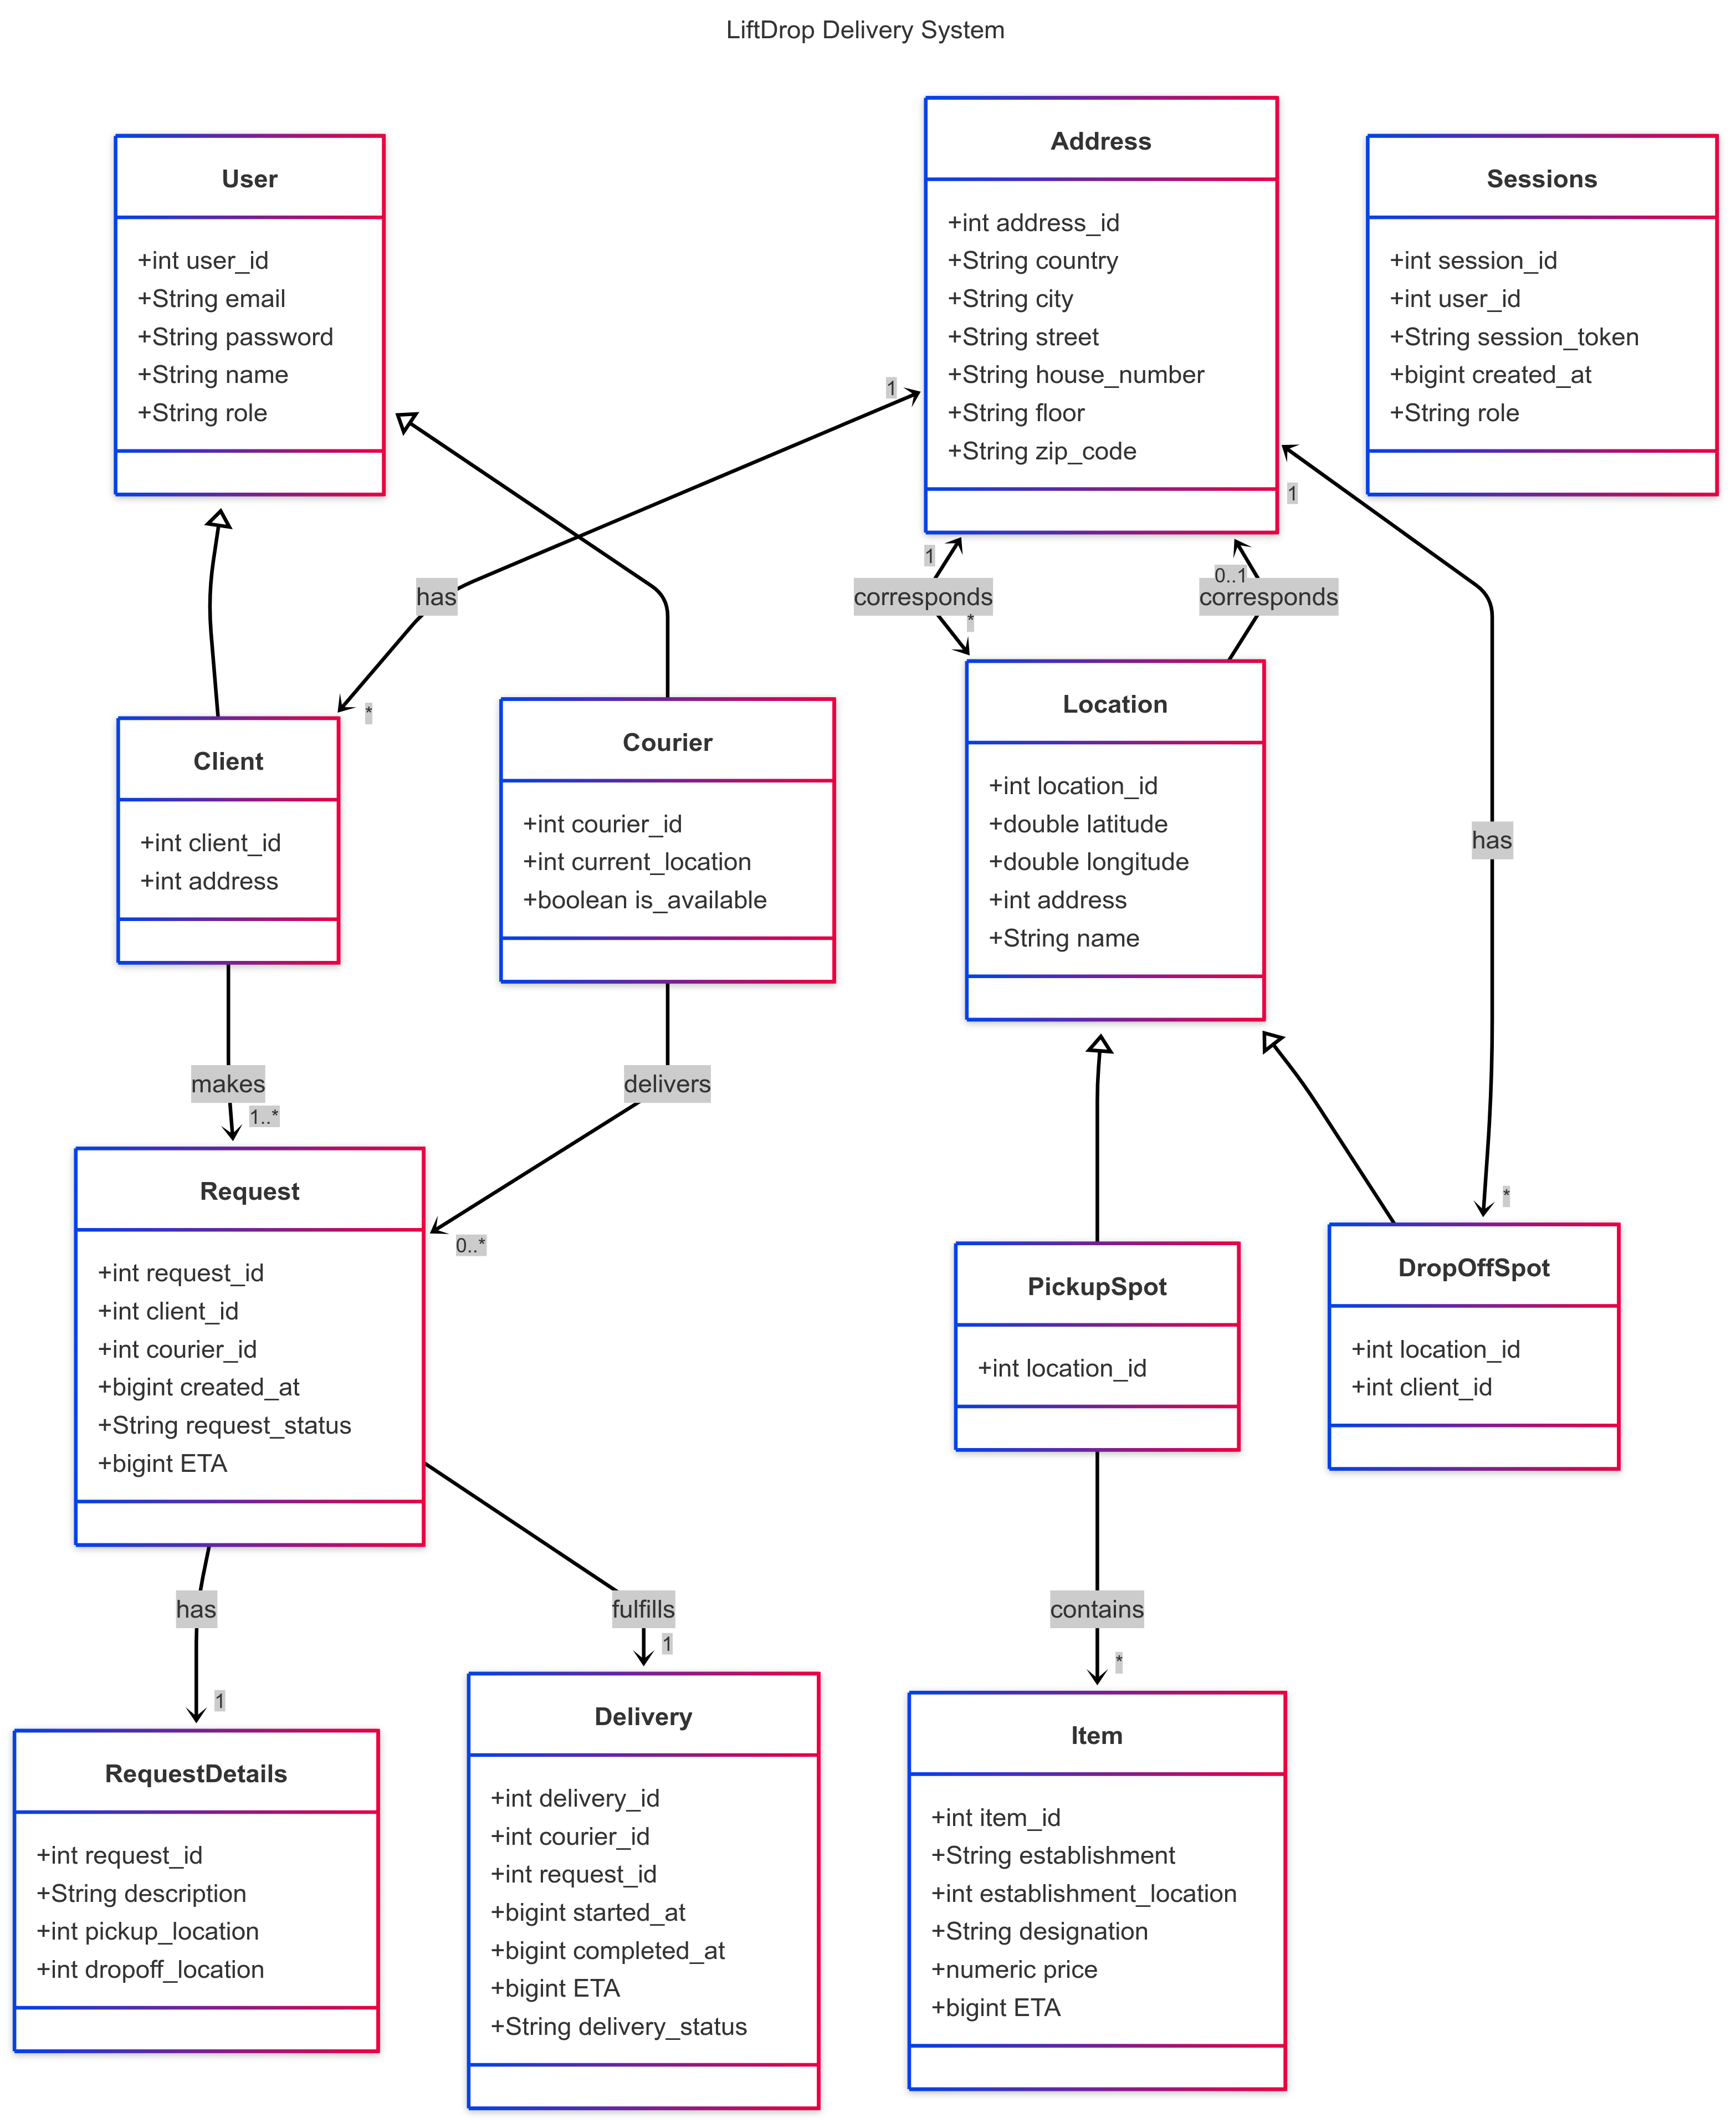 LiftDrop Delivery System
User
+int user_id
+String email
+String password
+String name
+String role
Address
+int address_id
+String country
+String city
+String street
+String house_number
+String floor
+String zip_code
Sessions
+int session_id
+int user_id
+String session_token
+bigint created_at
+String role
1
has
*
1
corresponds
*
0..1
corresponds
1
has
*
Client
+int client_id
+int address
Courier
+int courier_id
+int current_location
+boolean is_available
Location
+int location_id
+double latitude
+double longitude
+int address
+String name
makes
1..*
delivers
0..*
Request
+int request_id
+int client_id
+int courier_id
+bigint created_at
+String request_status
+bigint ETA
PickupSpot
+int location_id
DropOffSpot
+int location_id
+int client_id
has
1
fulfills
1
contains
*
RequestDetails
+int request_id
+String description
+int pickup_location
+int dropoff_location
Delivery
+int delivery_id
+int courier_id
+int request_id
+bigint started_at
+bigint completed_at
+bigint ETA
+String delivery_status
Item
+int item_id
+String establishment
+int establishment_location
+String designation
+numeric price
+bigint ETA